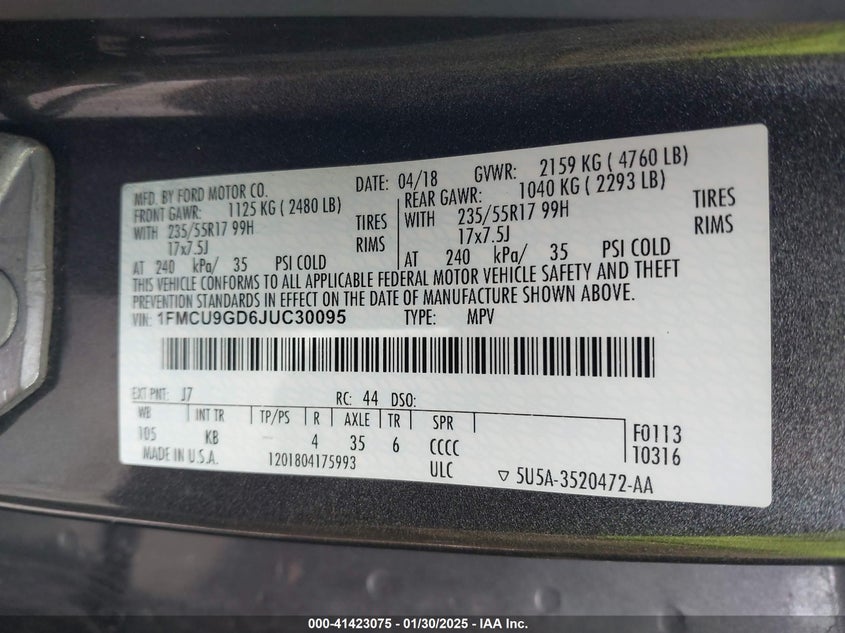 MFD. BY FORD MOTOR CO. DATE: 04/18 GVWR: 2159 KG ( 4760 LB)
FRONT GAWR: 1125 KG ( 2480 LB) REAR GAWR: 1040 KG ( 2293 LB)
WITH 235/55R17 99H TIRES WITH 235/55R17 99H TIRES
17x7.5J RIMS 17x7.5J RIMS
AT 240 kPa/ 35 PSI COLD AT 240 kPa/ 35 PSI COLD
THIS VEHICLE CONFORMS TO ALL APPLICABLE FEDERAL MOTOR VEHICLE SAFETY AND THEFT
PREVENTION STANDARDS IN EFFECT ON THE DATE OF MANUFACTURE SHOWN ABOVE.
VIN: 1FMCU9GD6JUC30095 TYPE: MPV
EXT PNT: J7 RC: 44 DSO:
WB INT TR TP/PS R AXLE TR SPR F0113
105 KB — 4 35 6 CCCC 10316
MADE IN U.S.A. 1201804175993 ULC ▽ 5U5A-3520472-AA
000-41423075 — 01/30/2025 — IAA Inc.